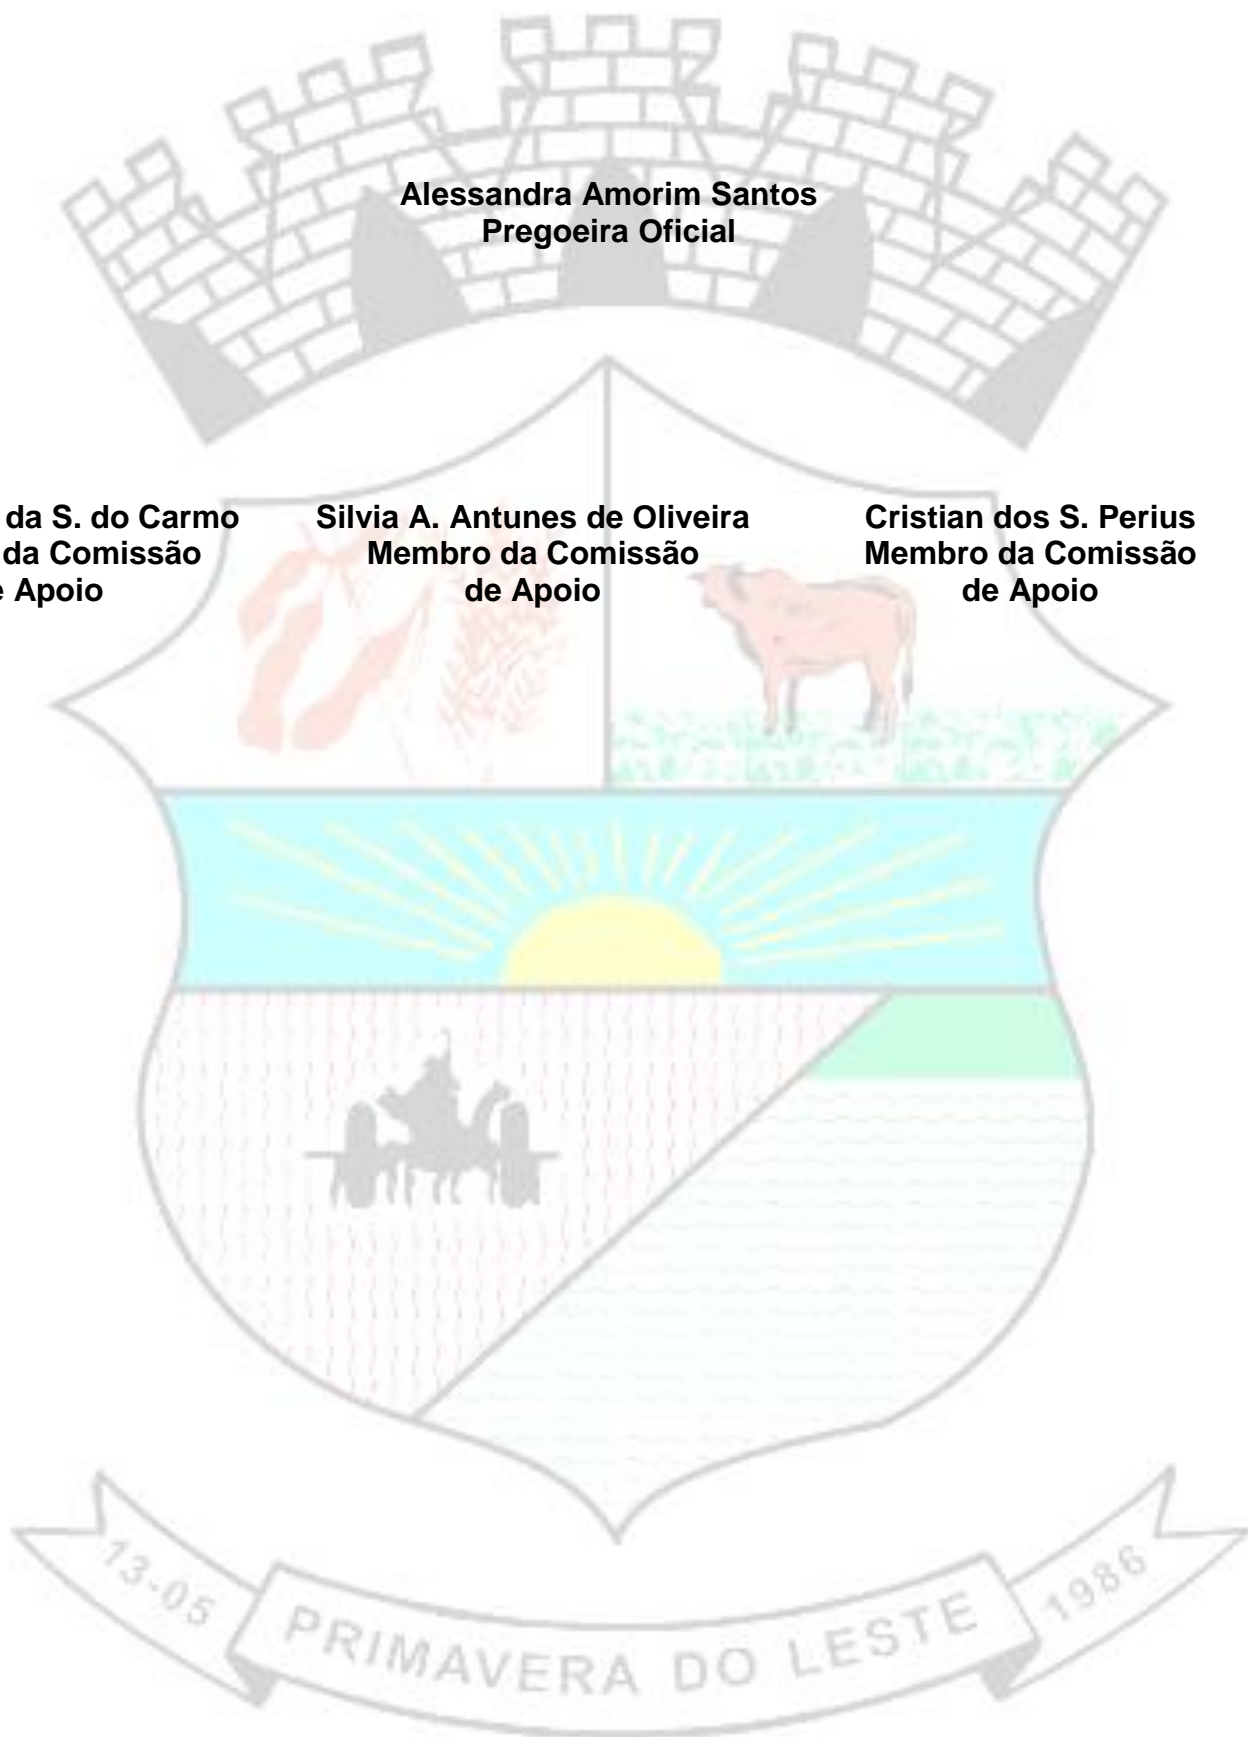 Alessandra Amorim Santos
Pregoeira Oficial
da S. do Carmo
da Comissão
Apoio
Silvia A. Antunes de Oliveira
Membro da Comissão
de Apoio
Cristian dos S. Perius
Membro da Comissão
de Apoio
13-05
PRIMAVERA DO LESTE
1986